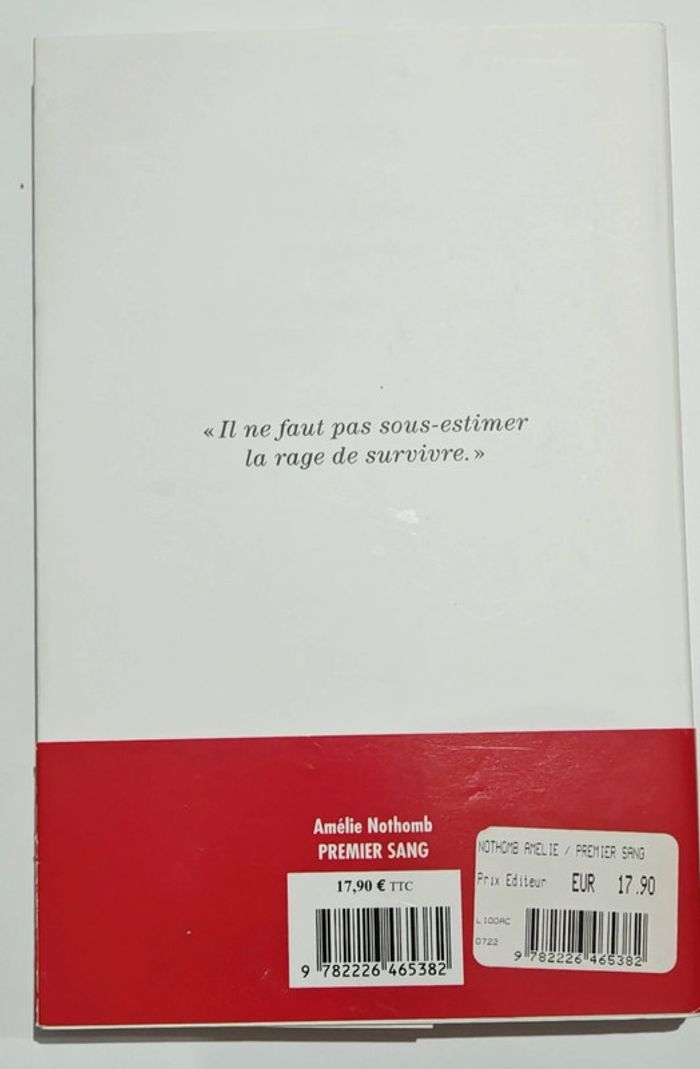 « Il ne faut pas sous-estimer
la rage de survivre. »
Amélie Nothomb
PREMIER SANG
17,90 € TTC
9 782226 465382
NOTHOMB AMELIE / PREMIER SANG
Prix Editeur EUR 17.90
0722
9 782226 465382